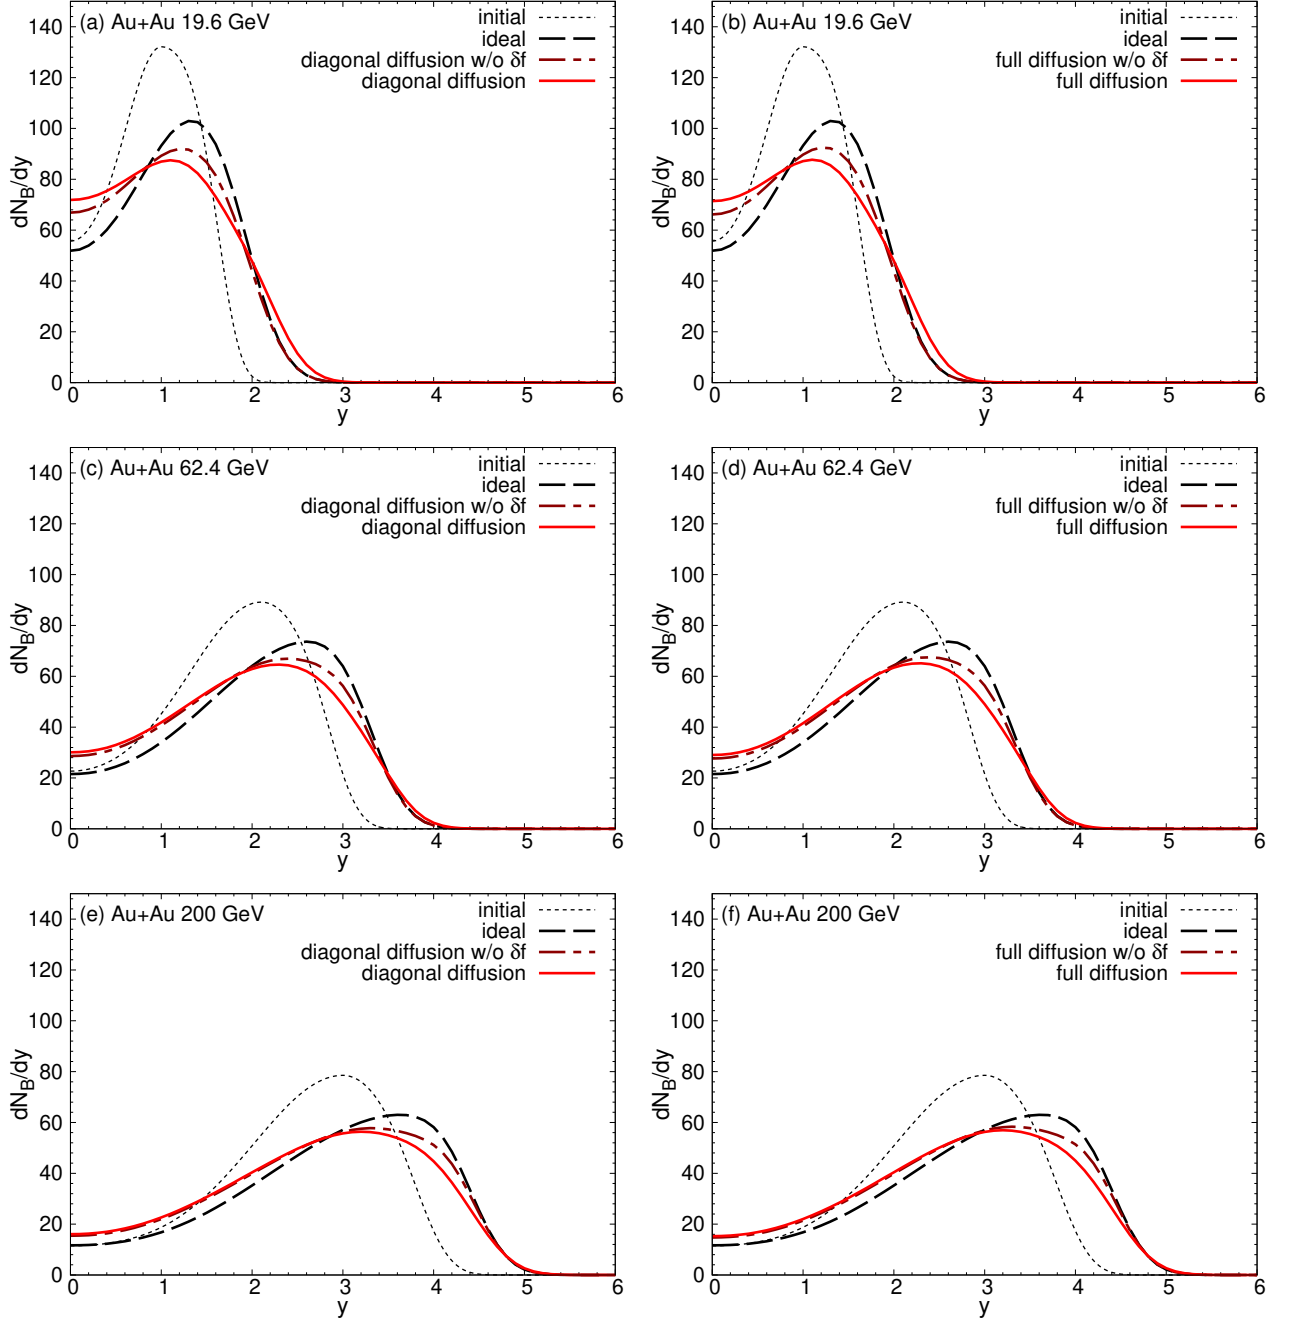 (a) Au+Au 19.6 GeV
initial
ideal
diagonal diffusion w/o δf
diagonal diffusion
dN_B/dy
140
120
100
80
60
40
20
0
0 1 2 3 4 5 6
y
(b) Au+Au 19.6 GeV
initial
ideal
full diffusion w/o δf
full diffusion
dN_B/dy
140
120
100
80
60
40
20
0
0 1 2 3 4 5 6
y
(c) Au+Au 62.4 GeV
initial
ideal
diagonal diffusion w/o δf
diagonal diffusion
dN_B/dy
140
120
100
80
60
40
20
0
0 1 2 3 4 5 6
y
(d) Au+Au 62.4 GeV
initial
ideal
full diffusion w/o δf
full diffusion
dN_B/dy
140
120
100
80
60
40
20
0
0 1 2 3 4 5 6
y
(e) Au+Au 200 GeV
initial
ideal
diagonal diffusion w/o δf
diagonal diffusion
dN_B/dy
140
120
100
80
60
40
20
0
0 1 2 3 4 5 6
y
(f) Au+Au 200 GeV
initial
ideal
full diffusion w/o δf
full diffusion
dN_B/dy
140
120
100
80
60
40
20
0
0 1 2 3 4 5 6
y